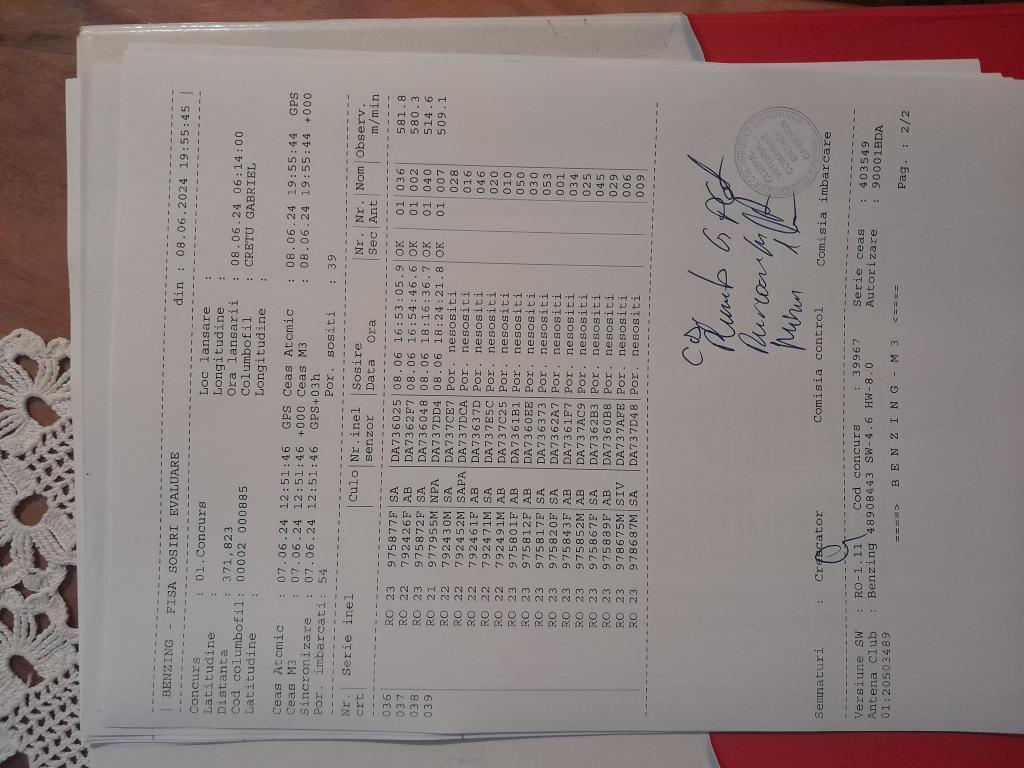 | BENZING - FISA SOSIRI EVALUARE din : 08.06.2024 19:55:45 |
Concurs : 01.Concurs Loc lansare :
Latitudine : Longitudine :
Distanta : 371,823 Ora lansarii : 08.06.24 06:14:00
Cod columbofil: 00002 000885 Columbofil : CRETU GABRIEL
Latitudine : Longitudine :
Ceas Atomic : 07.06.24 12:51:46 GPS Ceas Atomic : 08.06.24 19:55:44 GPS
Ceas M3 : 07.06.24 12:51:46 +000 Ceas M3 : 08.06.24 19:55:44 +000
Sincronizare : 07.06.24 12:51:46 GPS+03h
Por. imbarcati: 54 Por. sositi : 39
Nr. | Serie inel | Culo | Nr.inel | Sosire | Nr. | Nr. | Nom | Observ.
crt | senzor | Data Ora | Sec | Ant | m/min
036 RO 23 975877F SA DA736025 08.06 16:53:05.9 OK 01 036 581.8
037 RO 22 792426F AB DA7362F7 08.06 16:54:46.6 OK 01 002 580.3
038 RO 23 975872F SA DA736D48 08.06 18:16:36.7 OK 01 040 514.6
039 RO 21 977955M NPA DA737DD4 08.06 18:24:21.8 OK 01 007 509.1
RO 22 792430M SA DA737CE7 Por. nesositi 028
RO 22 792452M SAPA DA737DCA Por. nesositi 016
RO 22 792461F AB DA73637D Por. nesositi 046
RO 22 792471M SA DA737E5C Por. nesositi 020
RO 22 792491M AB DA737C25 Por. nesositi 010
RO 23 975801F AB DA7361B1 Por. nesositi 050
RO 23 975812F AB DA7360EE Por. nesositi 030
RO 23 975817F SA DA736373 Por. nesositi 053
RO 23 975820F SA DA7362A7 Por. nesositi 001
RO 23 975843F AB DA7361F7 Por. nesositi 034
RO 23 975852M AB DA737AC9 Por. nesositi 025
RO 23 975867F SA DA7362B3 Por. nesositi 045
RO 23 975889F AB DA7360B8 Por. nesositi 029
RO 23 978675M SIV DA737AFE Por. nesositi 006
RO 23 978687M SA DA737D48 Por. nesositi 009
Semnaturi : Crescator Comisia control Comisia imbarcare
Versiune SW : RO-1.11 Cod concurs : 39967 Serie ceas : 403549
Antena Club : Benzing 48908443 SW-4.6 HW-8.0 Autorizare : 90001BDA
01:20503489
====> B E N Z I N G - M 3 <==== Pag. : 2/2